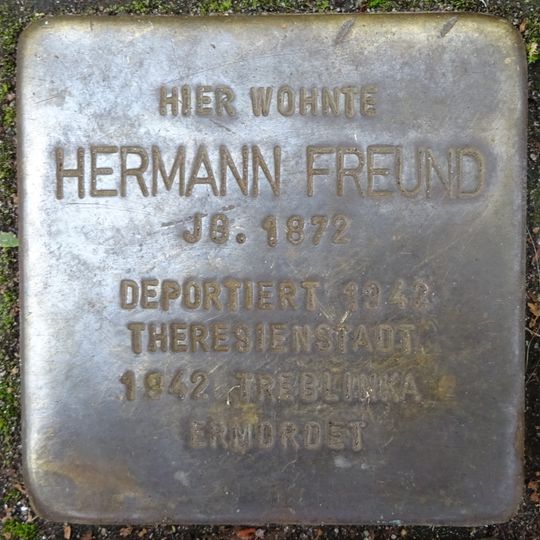 HIER WOHNTE
HERMANN FREUND
JG. 1872
DEPORTIERT 1942
THERESIENSTADT
1942 TREBLINKA
ERMORDET